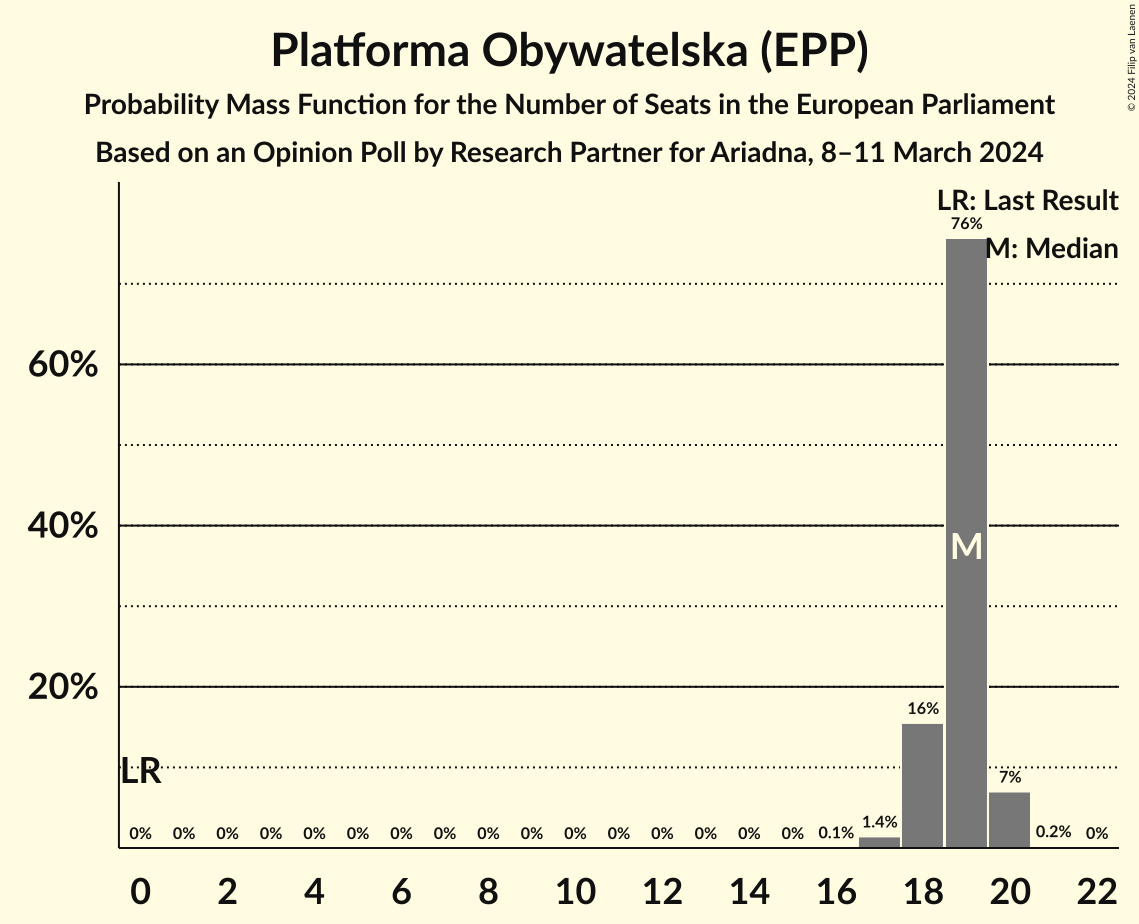 Platforma Obywatelska (EPP)
Probability Mass Function for the Number of Seats in the European Parliament
Based on an Opinion Poll by Research Partner for Ariadna, 8–11 March 2024
© 2024 Filip van Laenen
LR: Last Result
76%
M: Median
60%
40%
M
20%
16%
LR
7%
0% 0% 0% 0% 0% 0% 0% 0% 0% 0% 0% 0% 0% 0% 0% 0% 0.1% 1.4% 0.2% 0%
0 2 4 6 8 10 12 14 16 18 20 22